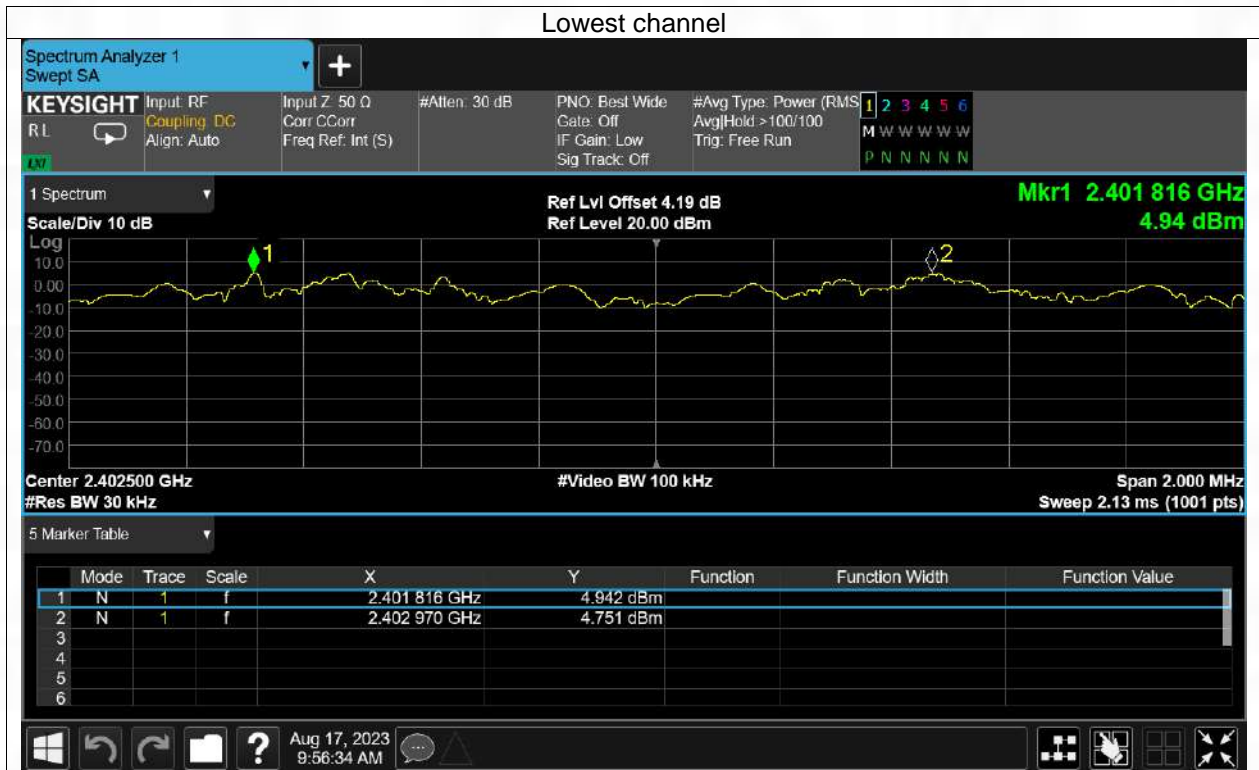 Lowest channel
Spectrum Analyzer 1
Swept SA
+
KEYSIGHT Input: RF Input Z: 50 Ω #Atten: 30 dB PNO: Best Wide #Avg Type: Power (RMS 1 2 3 4 5 6
RL Coupling: DC Corr CCorr Gate: Off Avg|Hold:>100/100 M W W W W W
Align: Auto Freq Ref: Int (S) IF Gain: Low Trig: Free Run
LXI Sig Track: Off P N N N N N
1 Spectrum Ref Lvl Offset 4.19 dB Mkr1 2.401 816 GHz
Scale/Div 10 dB Ref Level 20.00 dBm 4.94 dBm
Log
10.0 1 2
0.00
-10.0
-20.0
-30.0
-40.0
-50.0
-60.0
-70.0
Center 2.402500 GHz #Video BW 100 kHz Span 2.000 MHz
#Res BW 30 kHz Sweep 2.13 ms (1001 pts)
5 Marker Table
Mode Trace Scale X Y Function Function Width Function Value
1 N 1 f 2.401 816 GHz 4.942 dBm
2 N 1 f 2.402 970 GHz 4.751 dBm
3
4
5
6
? Aug 17, 2023
9:56:34 AM